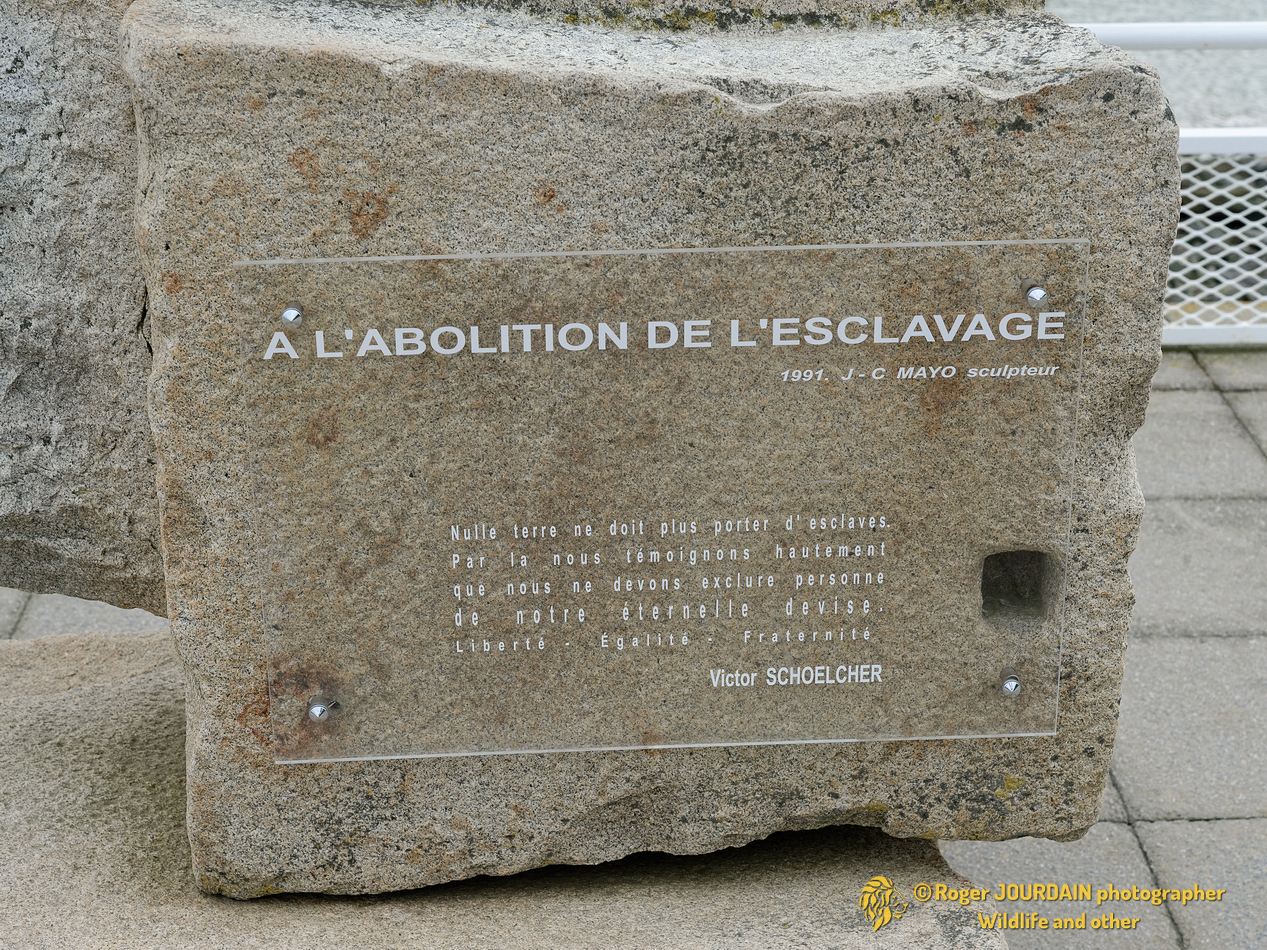 A L'ABOLITION DE L'ESCLAVAGE
1991. J-C MAYO sculpteur
Nulle terre ne doit plus porter d'esclaves.
Par la nous témoignons hautement
que nous ne devons exclure personne
de notre éternelle devise.
Liberté - Égalité - Fraternité
Victor SCHOELCHER
©Roger JOURDAIN photographer
Wildlife and other